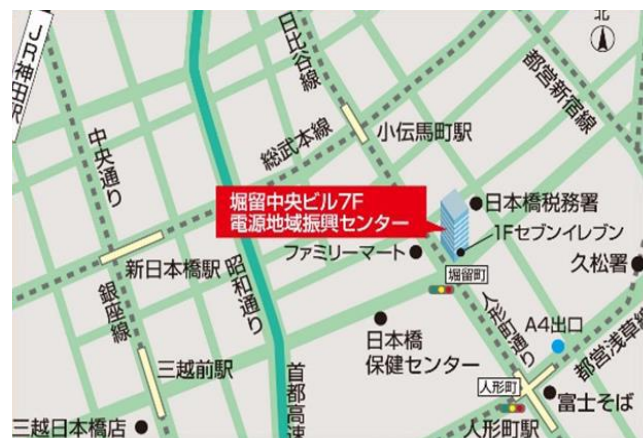 JR神田駅
日比谷線
北
都営新宿線
中央通り
総武本線
小伝馬町駅
堀留中央ビル7F
電源地域振興センター
日本橋税務署
1Fセブンイレブン
ファミリーマート
久松署
新日本橋駅
昭和通り
堀留町
銀座線
人形町通り
A4出口
日本橋
保健センター
都営浅草線
三越前駅
首都高速
人形町
富士そば
三越日本橋店
人形町駅